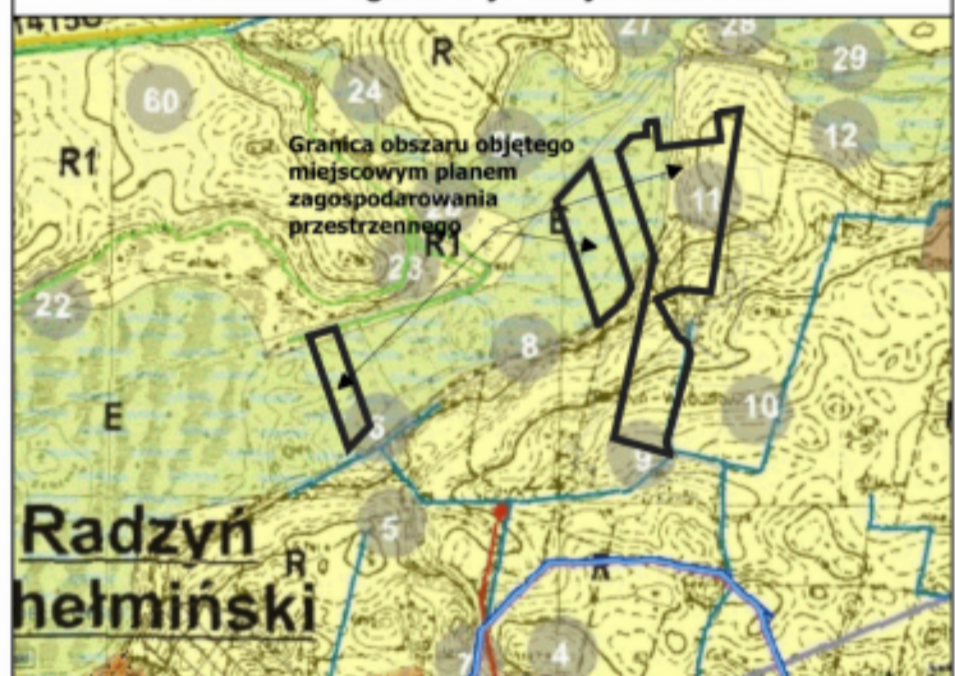 R
27
28
29
60
24
12
R1
Granica obszaru objętego
miejscowym planem
zagospodarowania
przestrzennego
11
R1
23
22
8
E
10
6
9
5
Radzyń
R
hełmiński
R
7
4